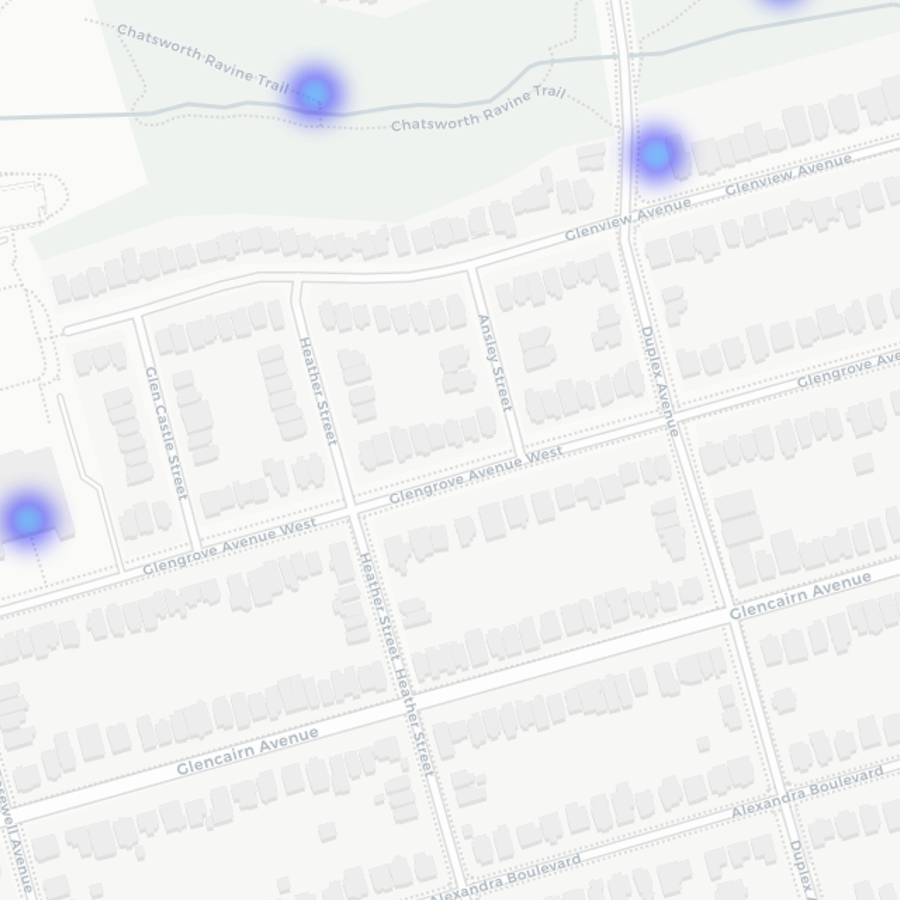 Chatsworth Ravine Trail
Chatsworth Ravine Trail
Glenview Avenue
Glenview Avenue
Ansley Street
Heather Street
Duplex Avenue
Glen Castle Street
Glengrove Ave
Glengrove Avenue West
Glengrove Avenue West
Heather Street
Glencairn Avenue
Heather Street
Glencairn Avenue
Alexandra Boulevard
ewell Avenue
Duplex
Alexandra Boulevard